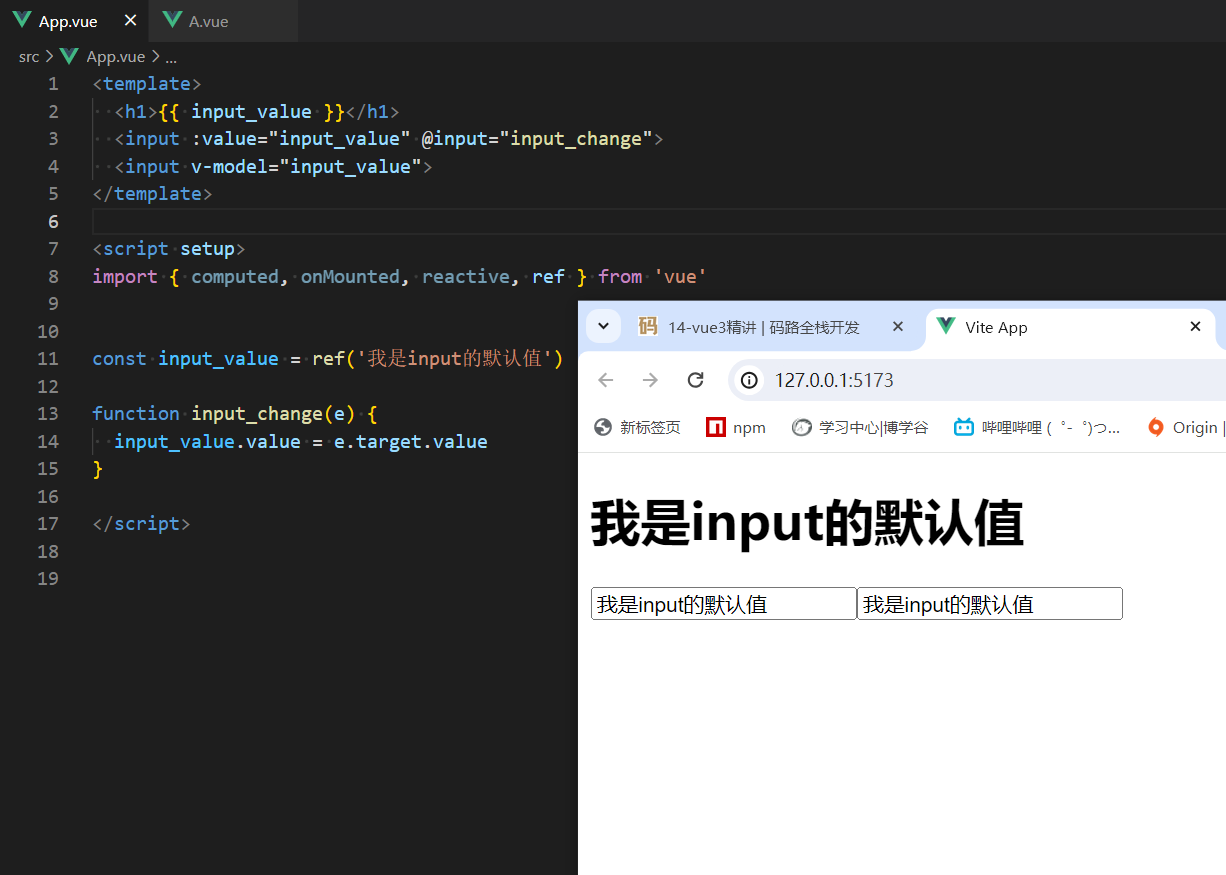 App.vue
A.vue
src > App.vue > ...
1 <template>
2 <h1>{{ input_value }}</h1>
3 <input :value="input_value" @input="input_change">
4 <input v-model="input_value">
5 </template>
6
7 <script setup>
8 import { computed, onMounted, reactive, ref } from 'vue'
9
10
11 const input_value = ref('我是input的默认值')
12
13 function input_change(e) {
14 input_value.value = e.target.value
15 }
16
17 </script>
18
19
码 14-vue3精讲 | 码路全栈开发
Vite App
127.0.0.1:5173
新标签页
npm
学习中心|博学谷
哔哩哔哩 (゜-゜)つ...
Origin |
我是input的默认值
我是input的默认值
我是input的默认值